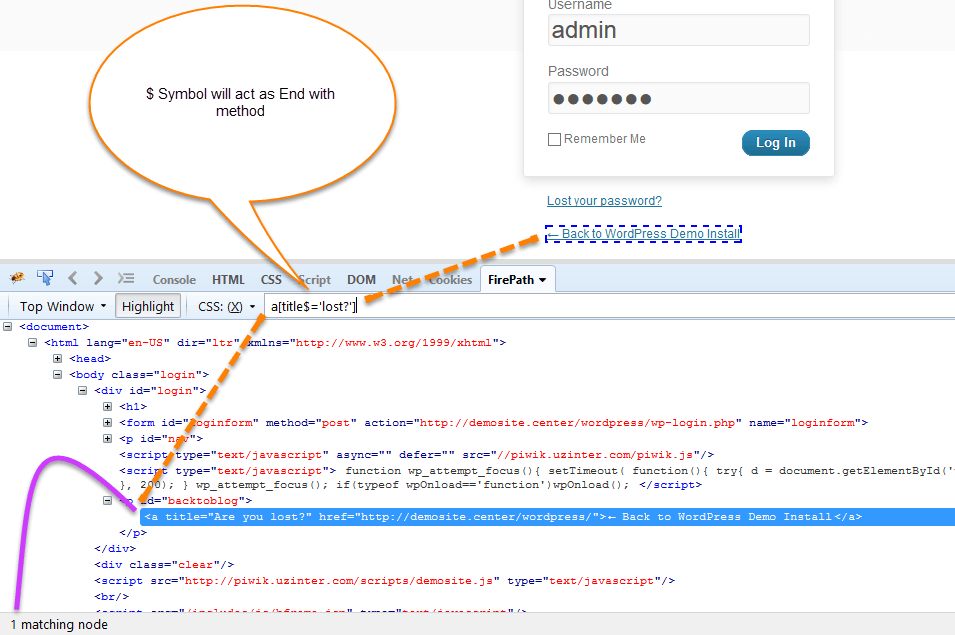 Username
admin
$ Symbol will act as End with
method
Password
Remember Me
Log In
Lost your password?
← Back to WordPress Demo Install
Console HTML CSS Script DOM Net Cookies FirePath
Top Window Highlight CSS: (X) a[title$='lost?']
<document>
<html lang="en-US" dir="ltr" xmlns="http://www.w3.org/1999/xhtml">
<head>
<body class="login">
<div id="login">
<h1>
<form id="loginform" method="post" action="http://demosite.center/wordpress/wp-login.php" name="loginform">
<p id="nav">
<script type="text/javascript" async="" defer="" src="//piwik.uzinter.com/piwik.js"/>
<script type="text/javascript"> function wp_attempt_focus(){ setTimeout( function(){ try{ d = document.getElementById('
}, 200); } wp_attempt_focus(); if(typeof wpOnload=='function')wpOnload(); </script>
<p id="backtoblog">
<a title="Are you lost?" href="http://demosite.center/wordpress/">← Back to WordPress Demo Install</a>
</p>
</div>
<div class="clear"/>
<script src="http://piwik.uzinter.com/scripts/demosite.js" type="text/javascript"/>
<br/>
1 matching node